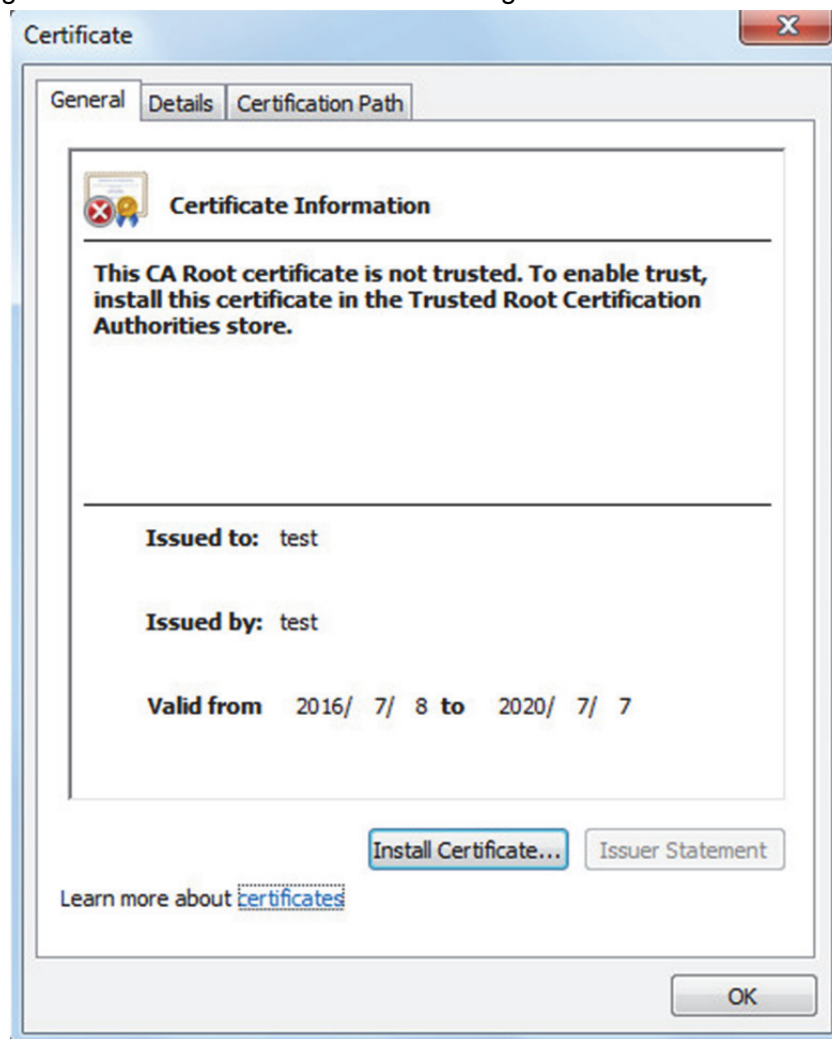 Certificate
General Details Certification Path
Certificate Information
This CA Root certificate is not trusted. To enable trust,
install this certificate in the Trusted Root Certification
Authorities store.
Issued to: test
Issued by: test
Valid from 2016/ 7/ 8 to 2020/ 7/ 7
Install Certificate... Issuer Statement
Learn more about certificates
OK